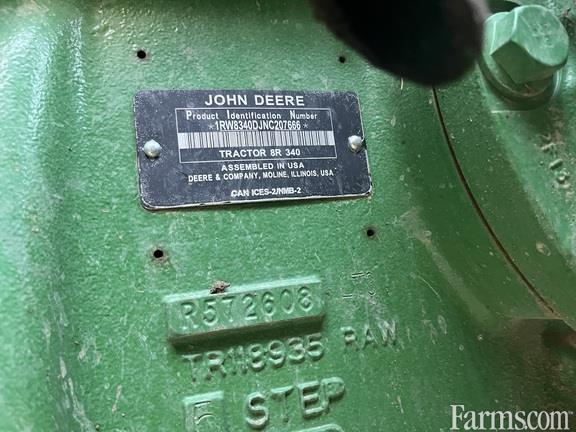 JOHN DEERE
Product Identification Number
*1RW8340DJNC207666*
TRACTOR 8R 340
ASSEMBLED IN USA
DEERE & COMPANY, MOLINE, ILLINOIS, USA
CAN ICES-2/NMB-2
R572608
TR118935 RAW
STEP
Farms.com